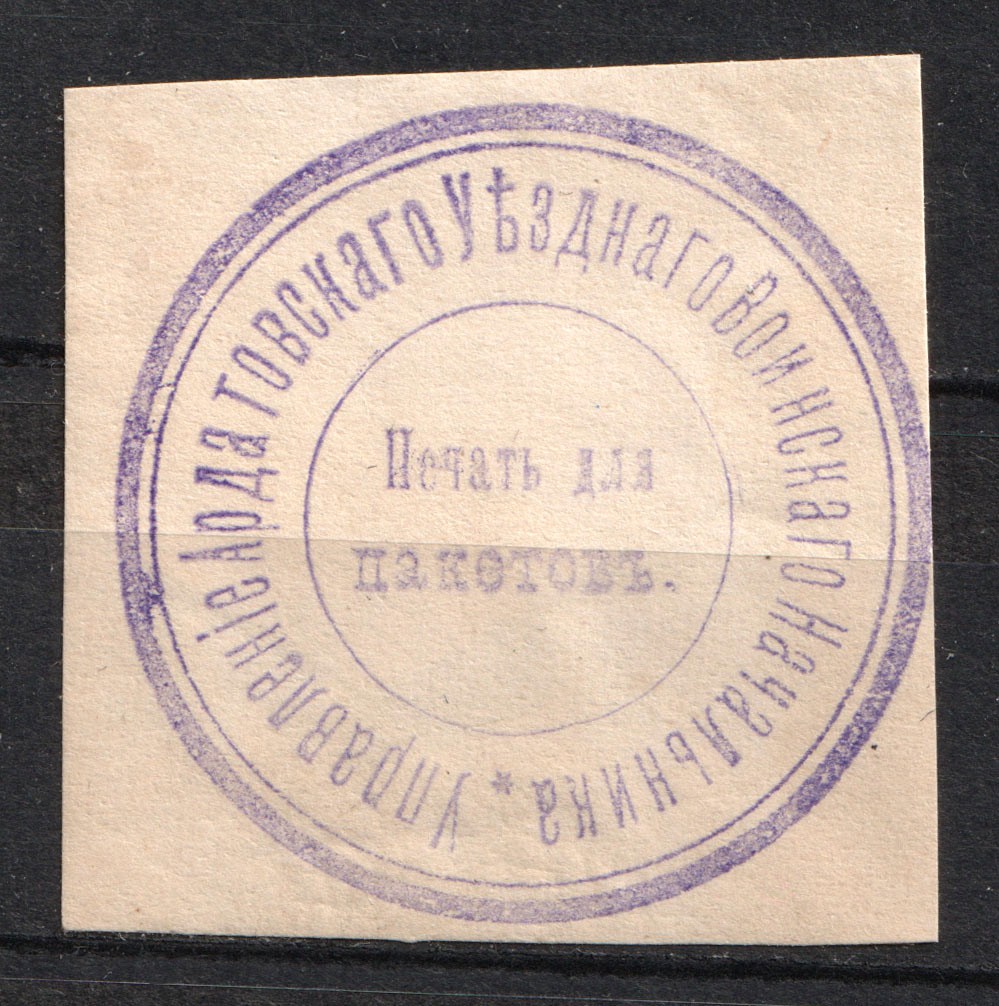 Управленіе Ардатовскаго Уѣзднаго Воинскаго Начальника *
Печать для
пакетовъ.